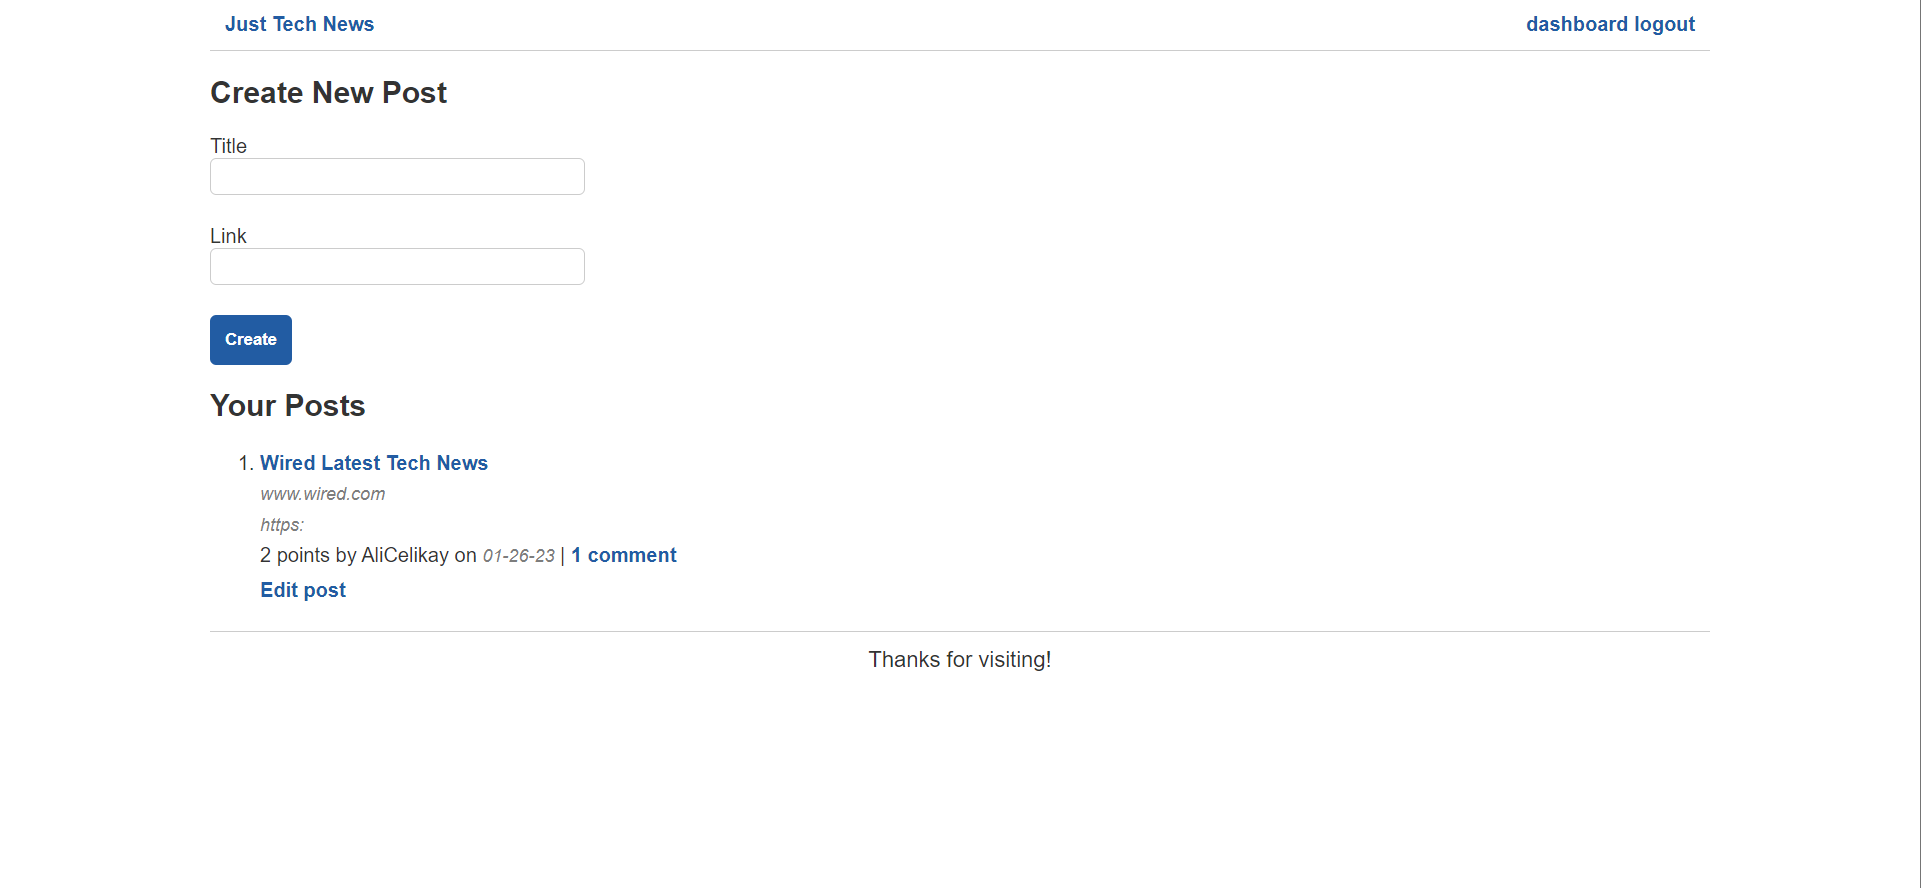 Just Tech News
dashboard logout
Create New Post
Title
Link
Create
Your Posts
1. Wired Latest Tech News
www.wired.com
https:
2 points by AliCelikay on 01-26-23 | 1 comment
Edit post
Thanks for visiting!